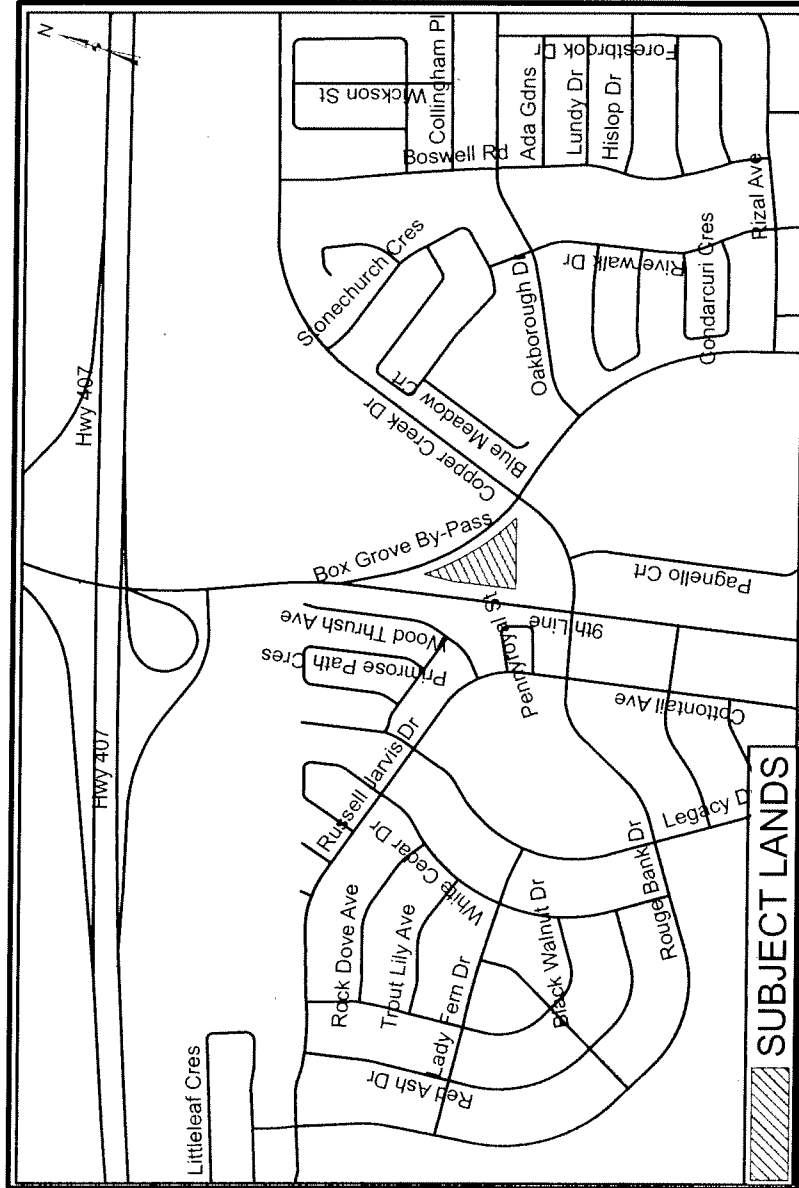 N
Hwy 407
Hwy 407
Wickson St
Collingham Pl
Boswell Rd
Ada Gdns
Lundy Dr
Hislop Dr
Forestbrook Dr
Rizal Ave
Stonechurch Cres
Oakborough Dr
Riverwalk Dr
Condarcuri Cres
Blue Meadow Crt
Copper Creek Dr
Box Grove By-Pass
Pagnello Crt
9th Line
Pennyroyal St
Wood Thrush Ave
Primrose Path Cres
Cottontail Ave
Russell Jarvis Dr
Legacy D
White Cedar Dr
Rouge Bank Dr
Rock Dove Ave
Trout Lily Ave
Lady Fern Dr
Black Walnut Dr
Red Ash Dr
Littleleaf Cres
SUBJECT LANDS